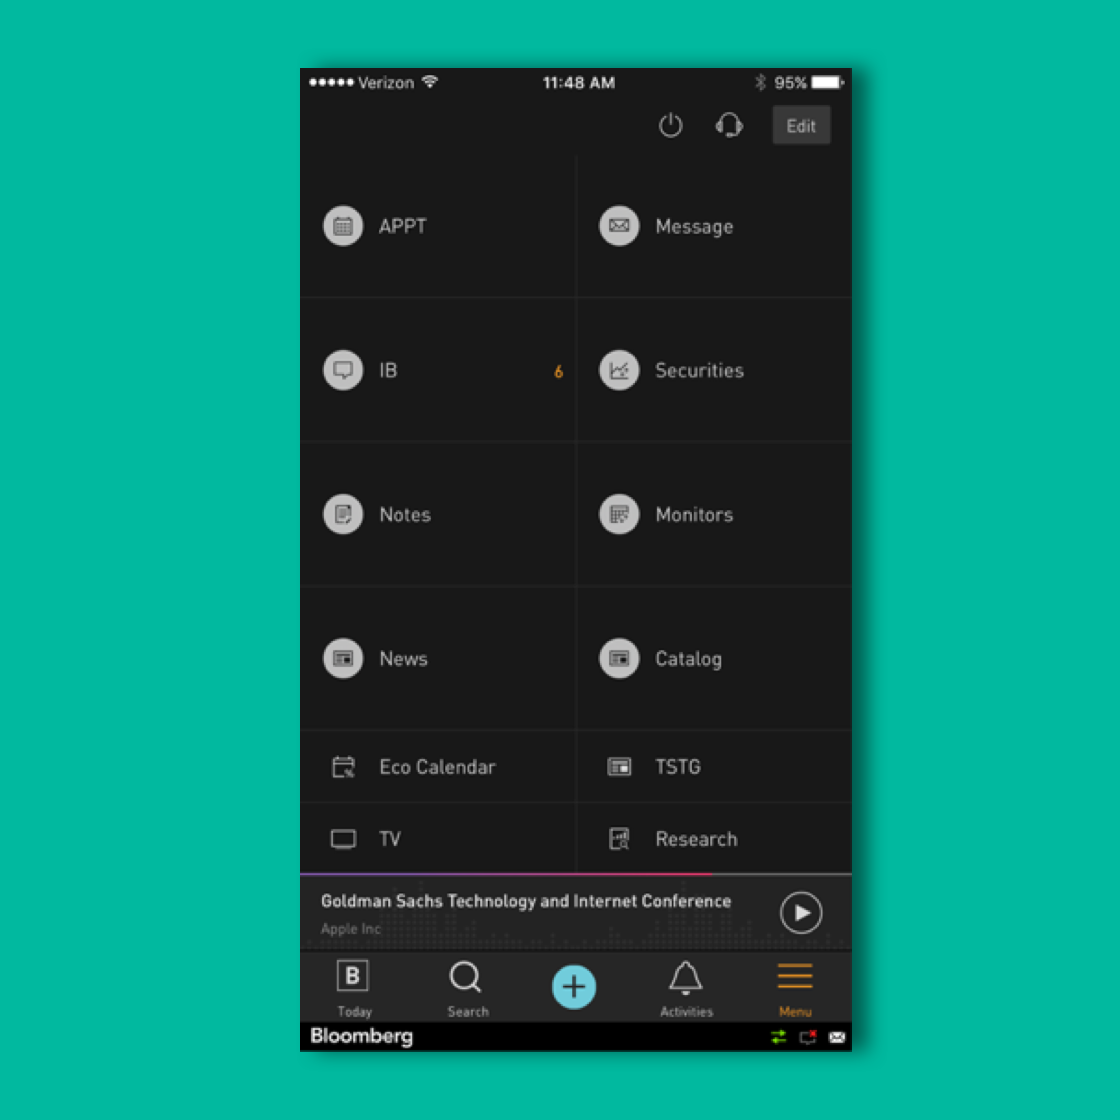 Verizon 11:48 AM 95%
Edit
APPT Message
IB 6 Securities
Notes Monitors
News Catalog
Eco Calendar TSTG
TV Research
Goldman Sachs Technology and Internet Conference
Apple Inc
B
Today Search + Activities Menu
Bloomberg